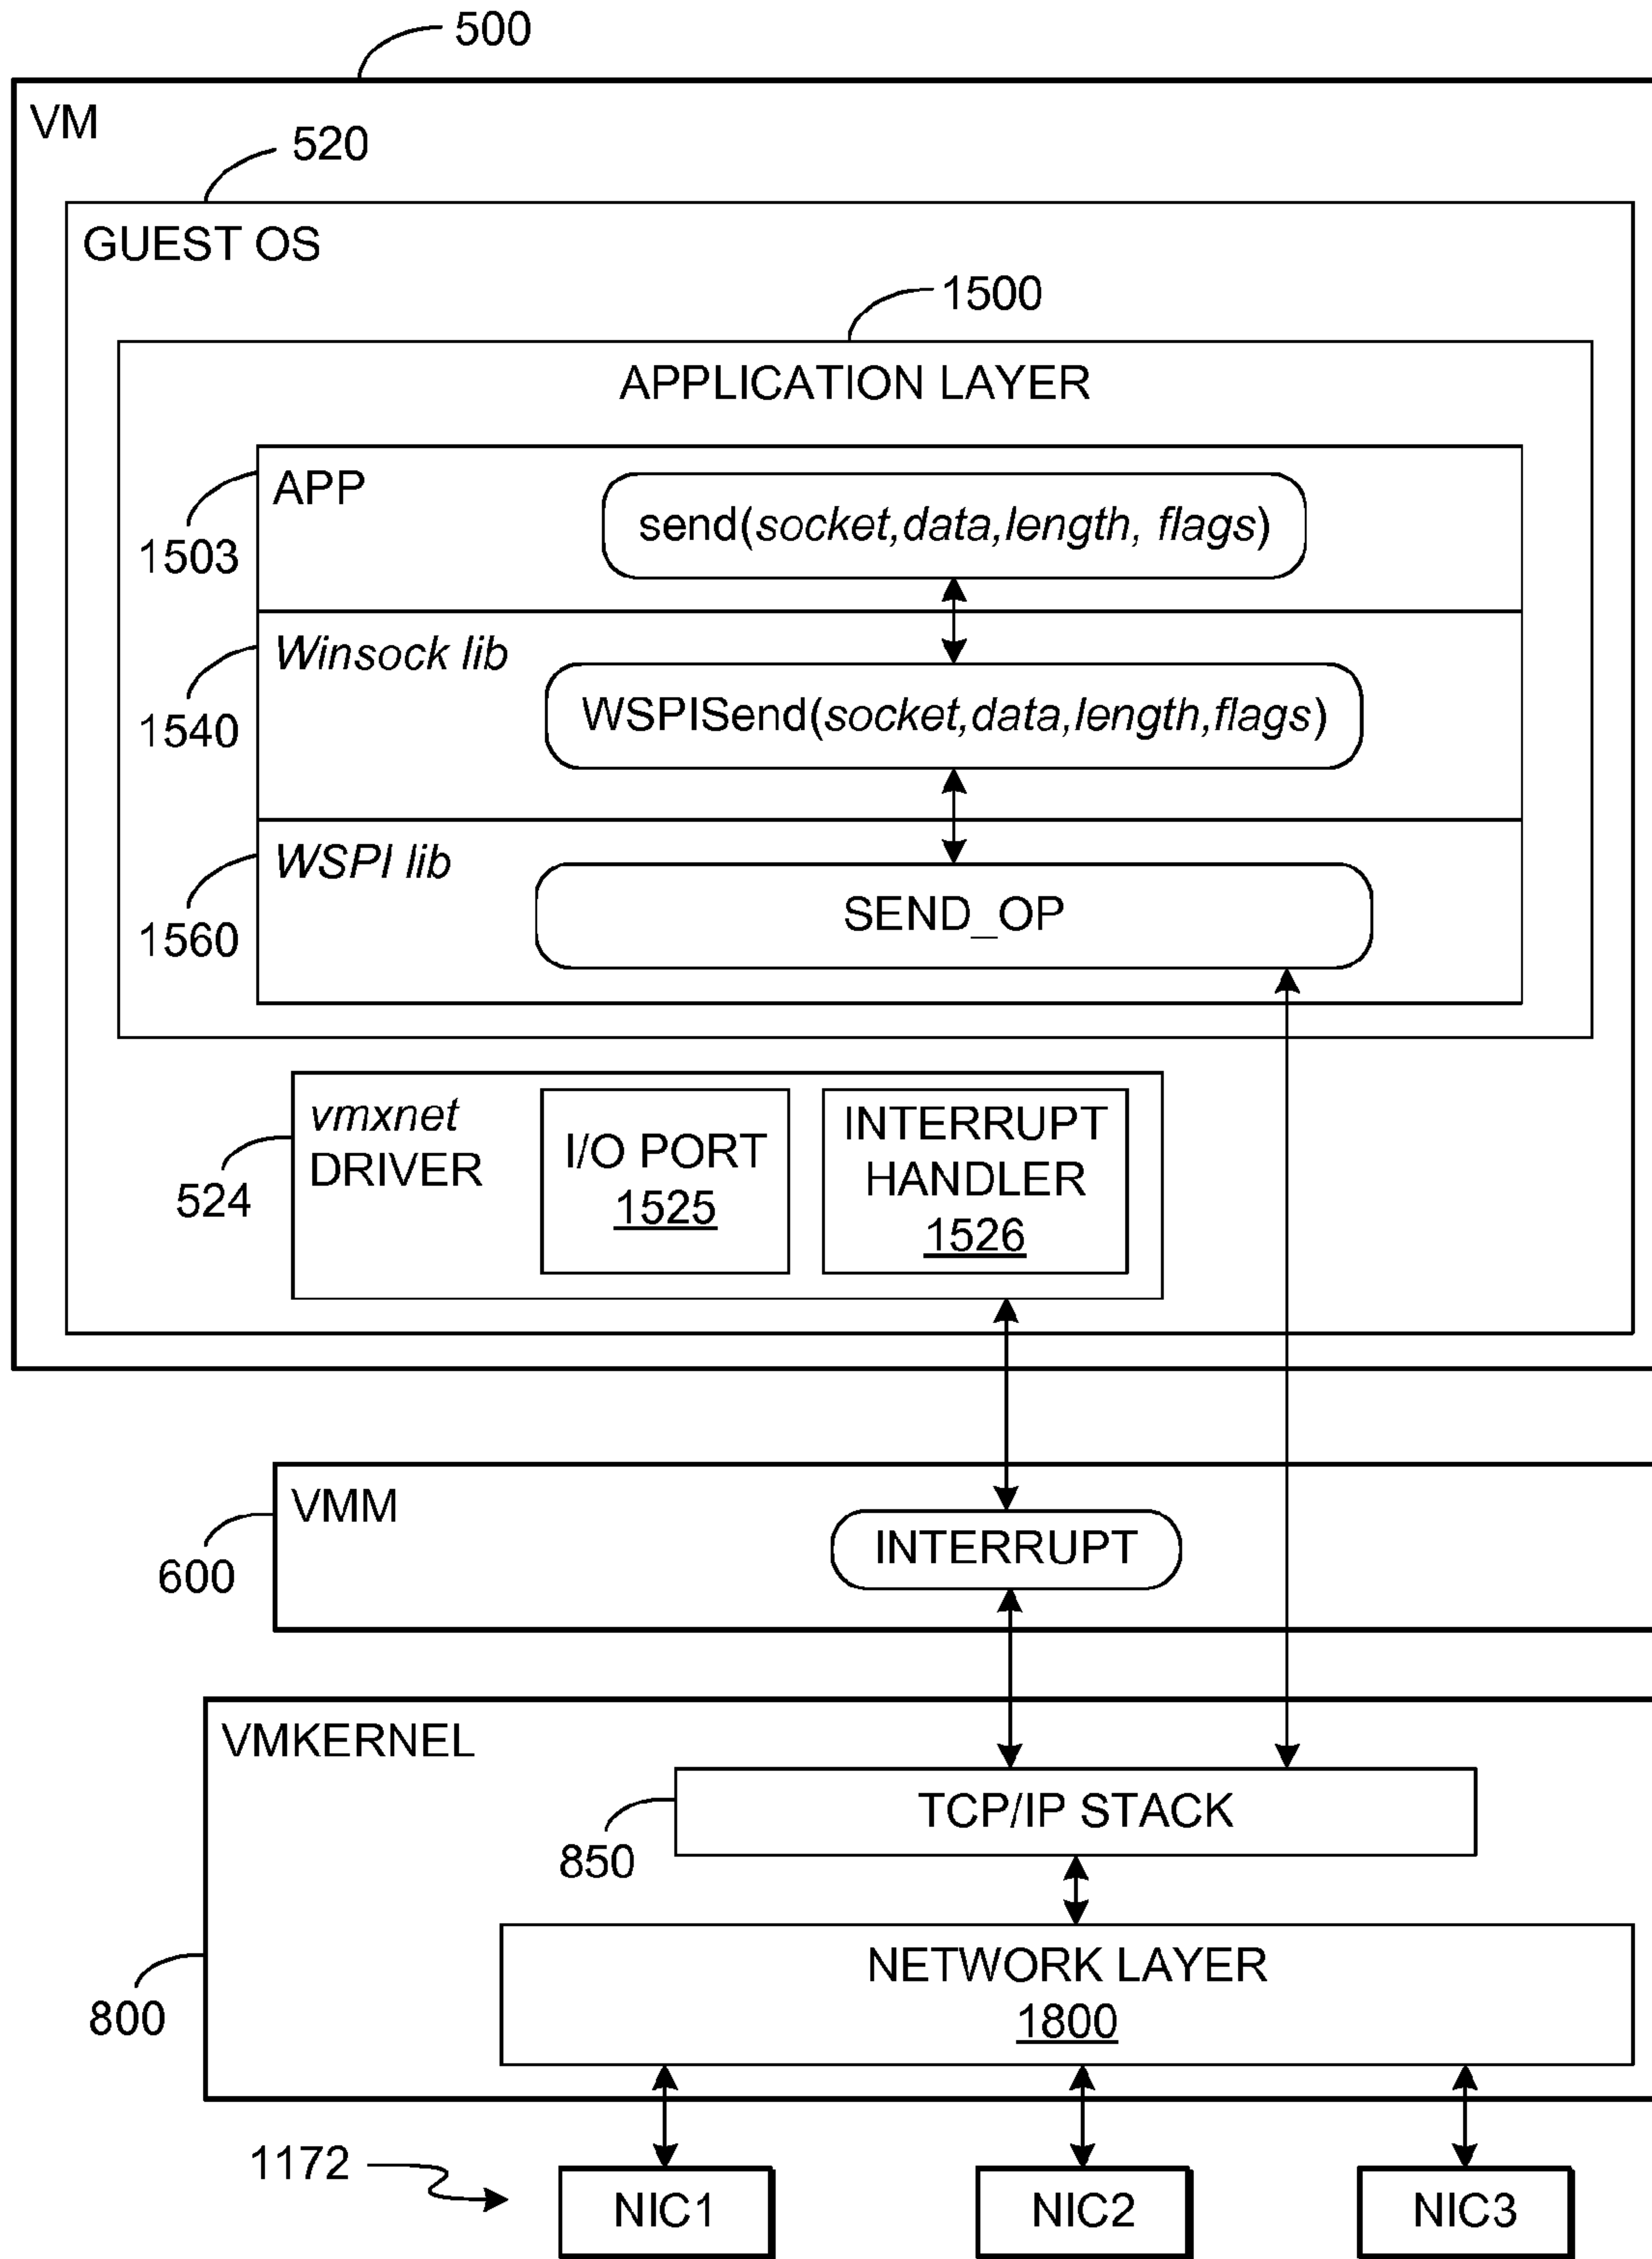 500
VM
520
GUEST OS
1500
APPLICATION LAYER
APP
send(socket,data,length, flags)
1503
Winsock lib
WSPISend(socket,data,length,flags)
1540
WSPI lib
SEND_OP
1560
vmxnet
DRIVER
524
I/O PORT
1525
INTERRUPT
HANDLER
1526
VMM
INTERRUPT
600
VMKERNEL
TCP/IP STACK
850
NETWORK LAYER
1800
800
1172
NIC1
NIC2
NIC3